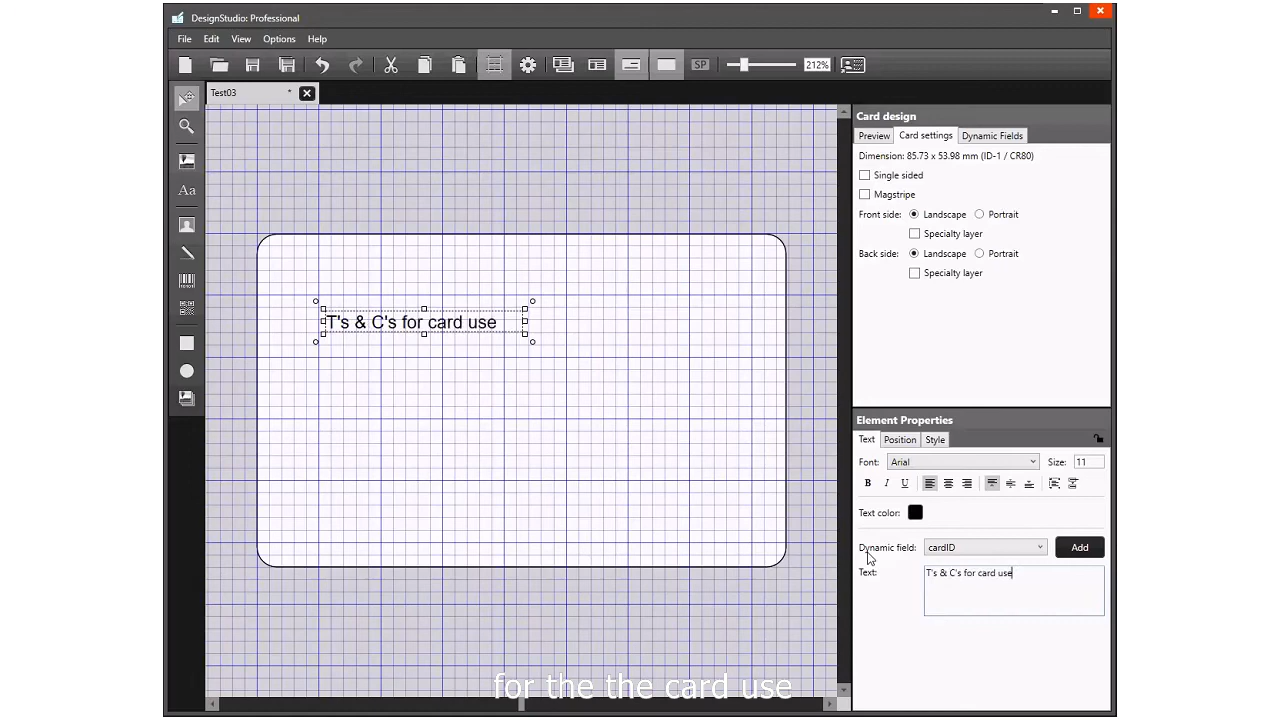 DesignStudio: Professional
File Edit View Options Help
SP 212%
Test03 *
Card design
Preview Card settings Dynamic Fields
Dimension: 85.73 x 53.98 mm (ID-1 / CR80)
Single sided
Magstripe
Front side: Landscape Portrait
Specialty layer
Back side: Landscape Portrait
Specialty layer
Aa
T's & C's for card use
Element Properties
Text Position Style
Font: Arial Size: 11
B I U
Text color:
Dynamic field: cardID Add
Text: T's & C's for card use
for the the card use